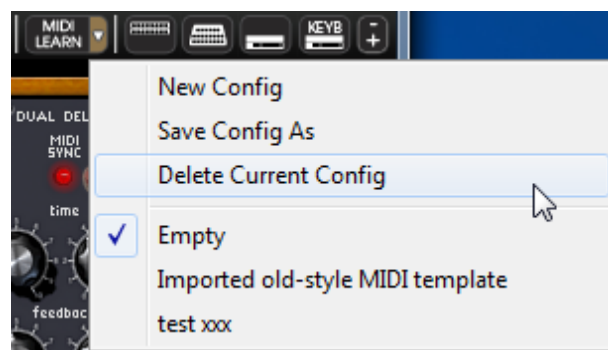 MIDI
LEARN
KEYB
- +
DUAL DEL
MIDI
SYNC
time
feedbac
New Config
Save Config As
Delete Current Config
Empty
Imported old-style MIDI template
test xxx